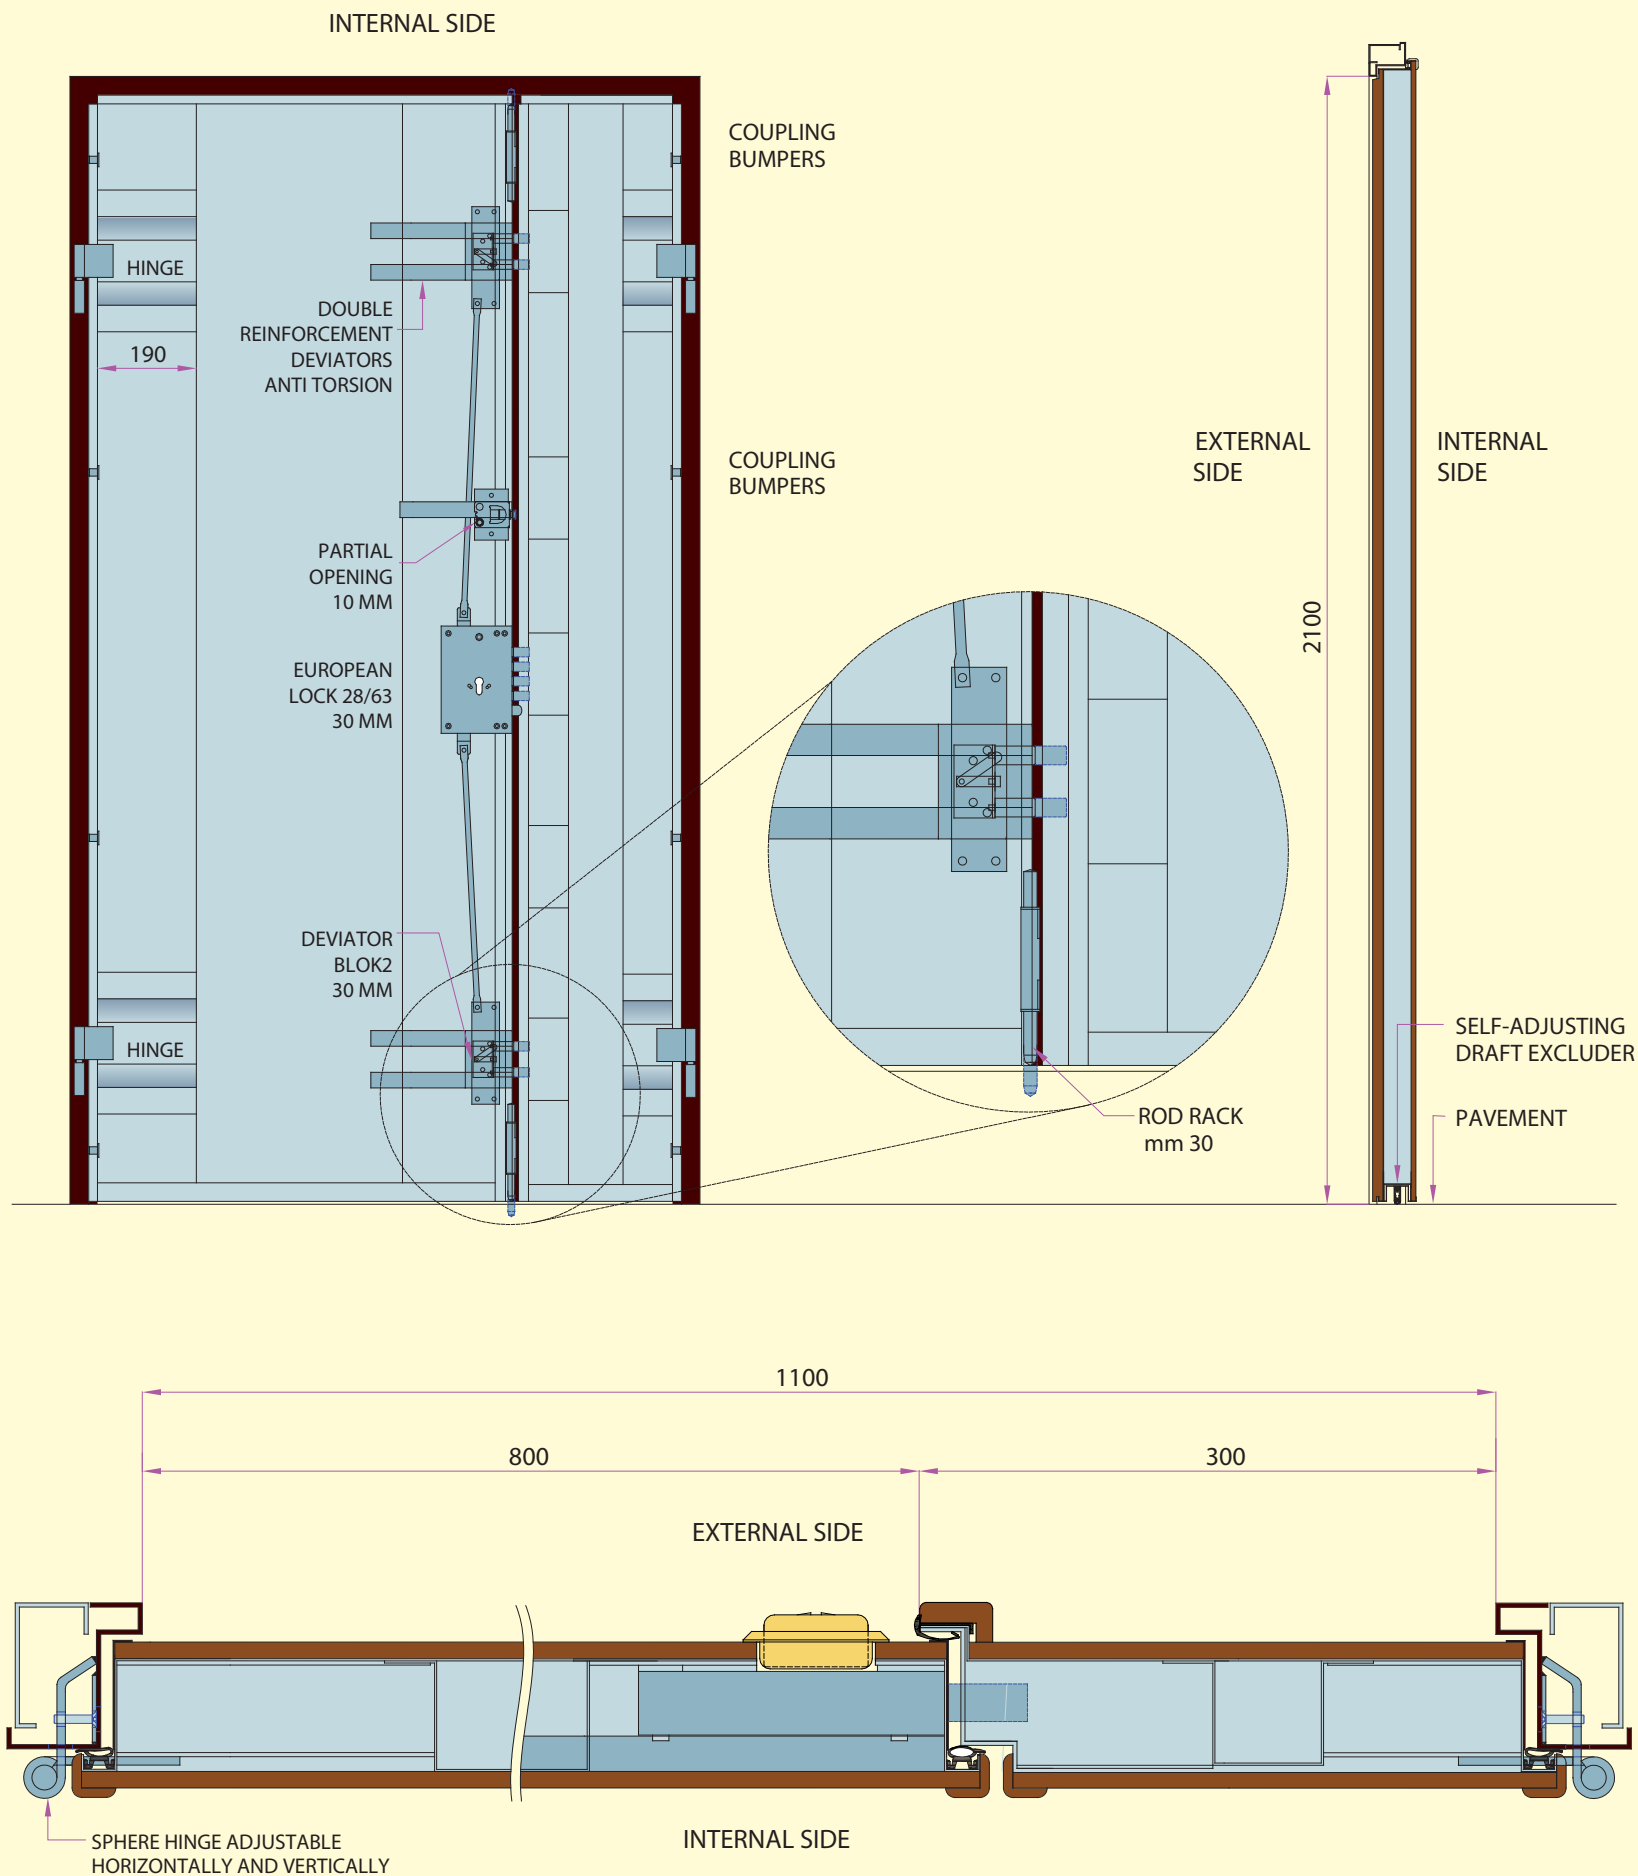 INTERNAL SIDE
COUPLING
BUMPERS
HINGE
DOUBLE
REINFORCEMENT
DEVIATORS
ANTI TORSION
190
COUPLING
BUMPERS
EXTERNAL
SIDE
INTERNAL
SIDE
PARTIAL
OPENING
10 MM
2100
EUROPEAN
LOCK 28/63
30 MM
DEVIATOR
BLOK2
30 MM
HINGE
SELF-ADJUSTING
DRAFT EXCLUDER
ROD RACK
mm 30
PAVEMENT
1100
800
300
EXTERNAL SIDE
INTERNAL SIDE
SPHERE HINGE ADJUSTABLE
HORIZONTALLY AND VERTICALLY